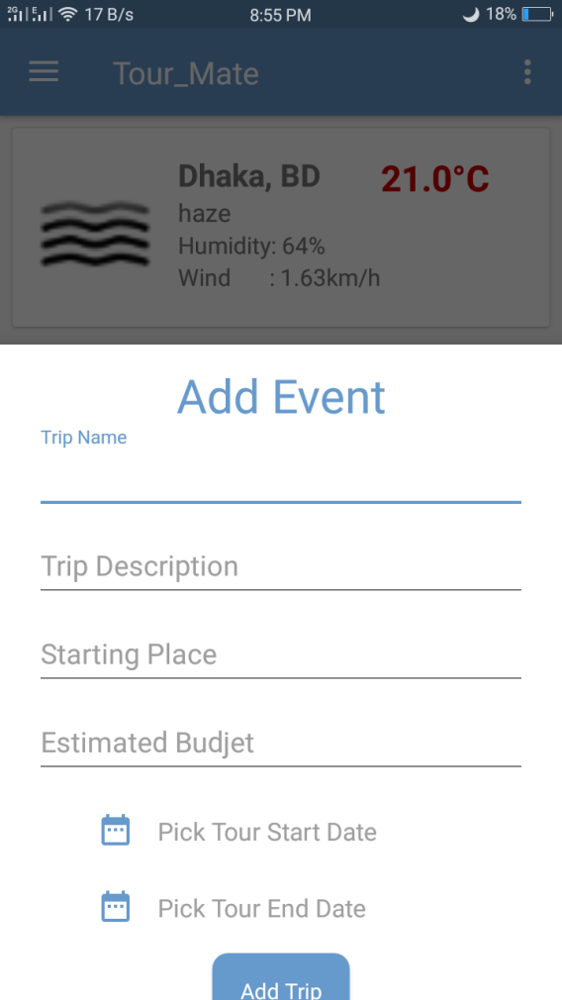 2G E 17 B/s 8:55 PM 18%
Tour_Mate
Dhaka, BD 21.0°C
haze
Humidity: 64%
Wind : 1.63km/h
Add Event
Trip Name
Trip Description
Starting Place
Estimated Budjet
Pick Tour Start Date
Pick Tour End Date
Add Trip